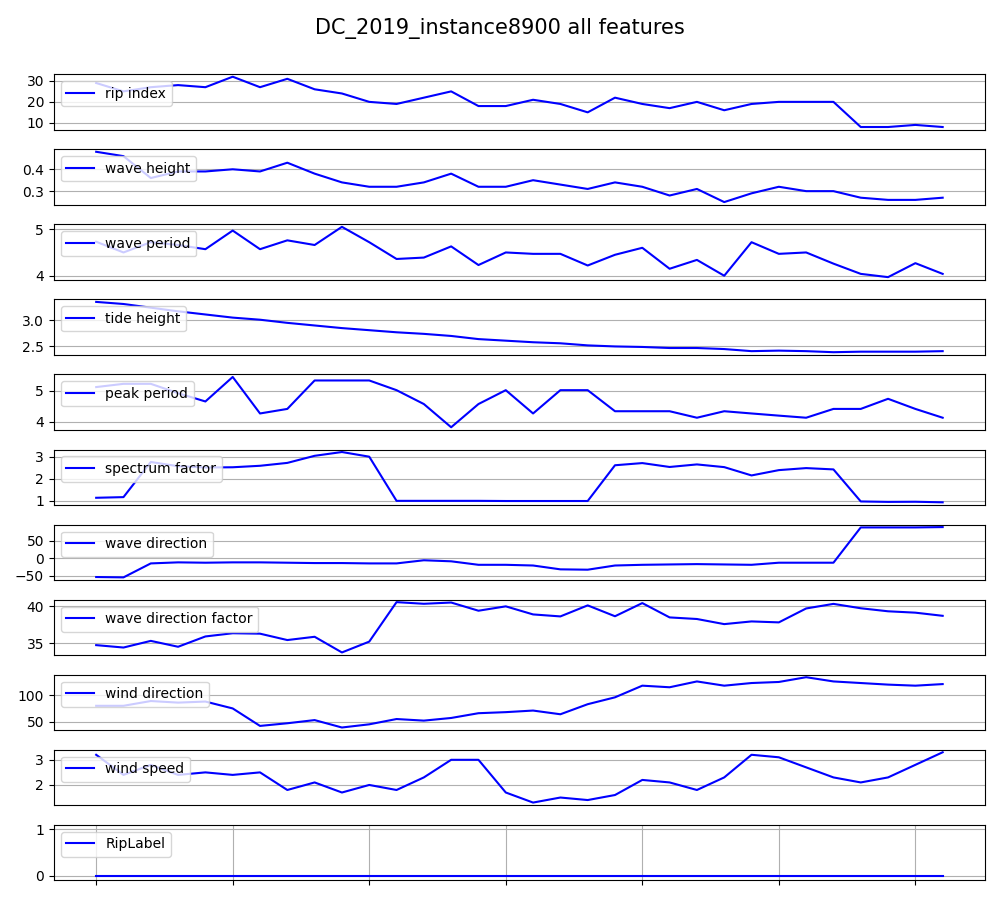 DC_2019_instance8900 all features
30
20
10
rip index
0.4
0.3
wave height
5
4
wave period
3.0
2.5
tide height
5
4
peak period
3
2
1
spectrum factor
50
0
−50
wave direction
40
35
wave direction factor
100
50
wind direction
3
2
wind speed
1
0
RipLabel